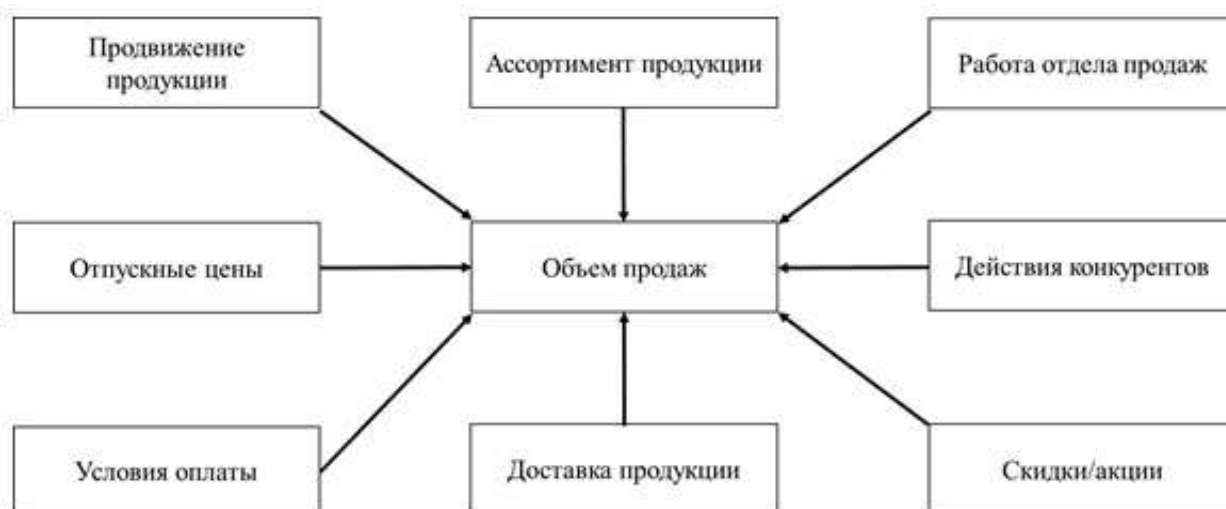 Продвижение
продукции
Ассортимент продукции
Работа отдела продаж
Отпускные цены
Объем продаж
Действия конкурентов
Условия оплаты
Доставка продукции
Скидки/акции